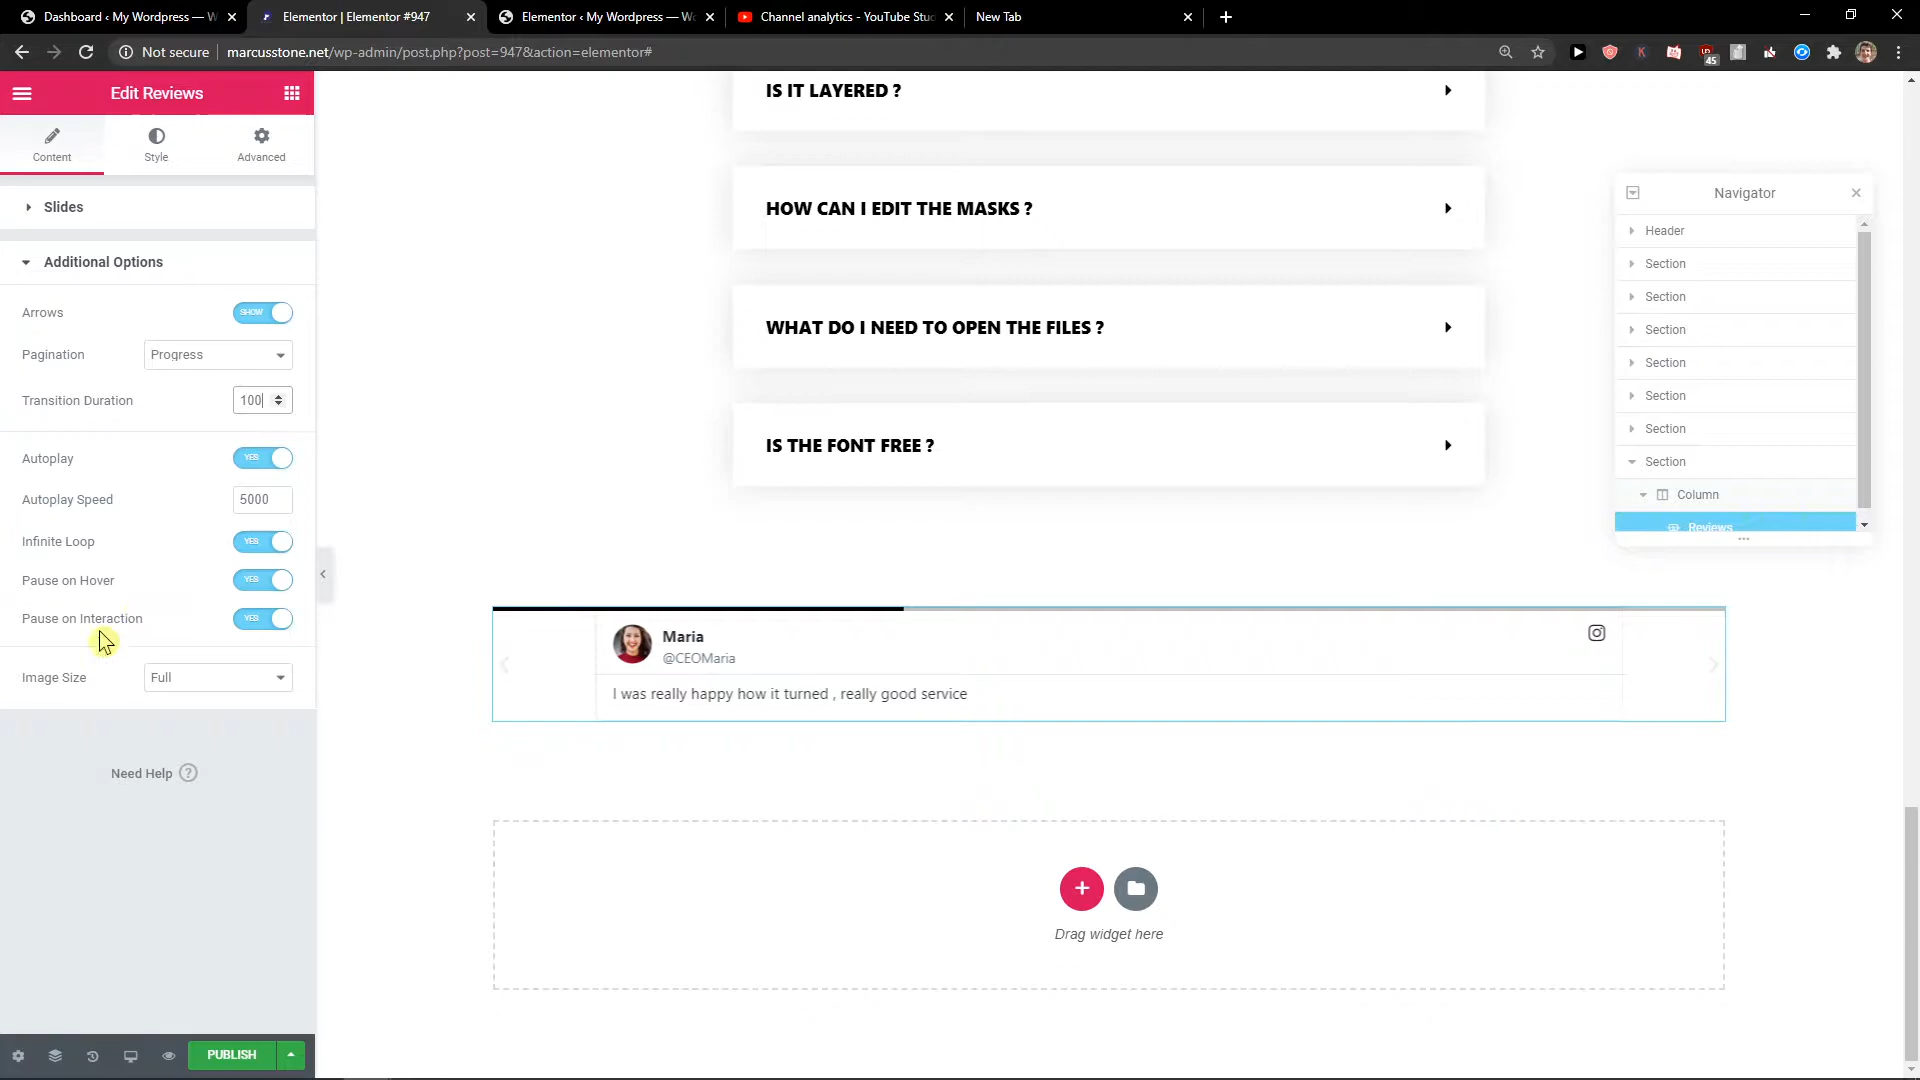 Dashboard ‹ My Wordpress — W
Elementor | Elementor #947
Elementor ‹ My Wordpress — Wo
Channel analytics - YouTube Stud
New Tab
Not secure
marcusstone.net/wp-admin/post.php?post=947&action=elementor#
45
Edit Reviews
Content
Style
Advanced
Slides
Additional Options
Arrows
SHOW
Pagination
Progress
Transition Duration
100
Autoplay
YES
Autoplay Speed
5000
Infinite Loop
YES
Pause on Hover
YES
Pause on Interaction
YES
Image Size
Full
Need Help ?
PUBLISH
IS IT LAYERED ?
HOW CAN I EDIT THE MASKS ?
WHAT DO I NEED TO OPEN THE FILES ?
IS THE FONT FREE ?
Maria
@CEOMaria
I was really happy how it turned , really good service
Drag widget here
Navigator
Header
Section
Section
Section
Section
Section
Section
Section
Column
Reviews